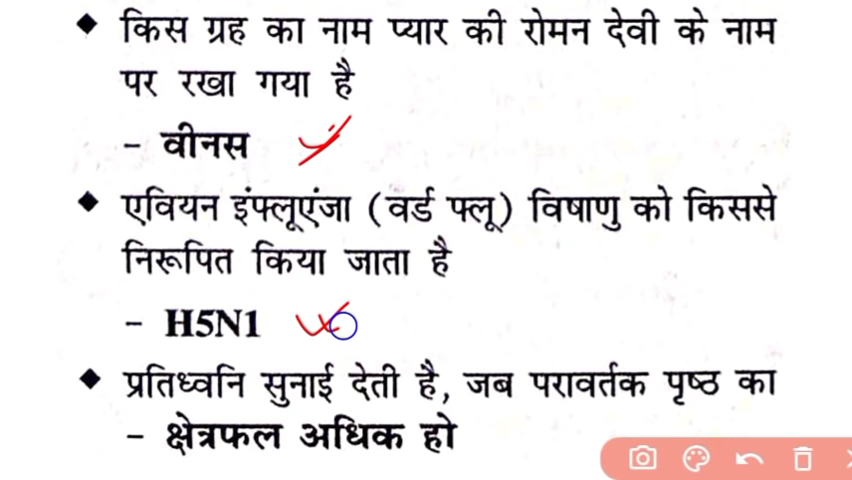 ◆ किस ग्रह का नाम प्यार की रोमन देवी के नाम
पर रखा गया है
- वीनस
◆ एवियन इंफ्लूएंजा (वर्ड फ्लू) विषाणु को किससे
निरूपित किया जाता है
- H5N1
◆ प्रतिध्वनि सुनाई देती है, जब परावर्तक पृष्ठ का
- क्षेत्रफल अधिक हो